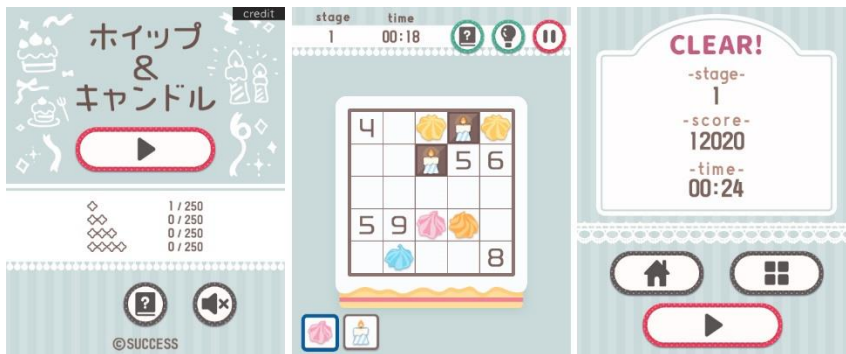 credit
ホイップ
&
キャンドル
1 / 250
0 / 250
0 / 250
0 / 250
©SUCCESS
stage time
1 00:18
4
5 6
5 9
8
CLEAR!
-stage-
1
-score-
12020
-time-
00:24